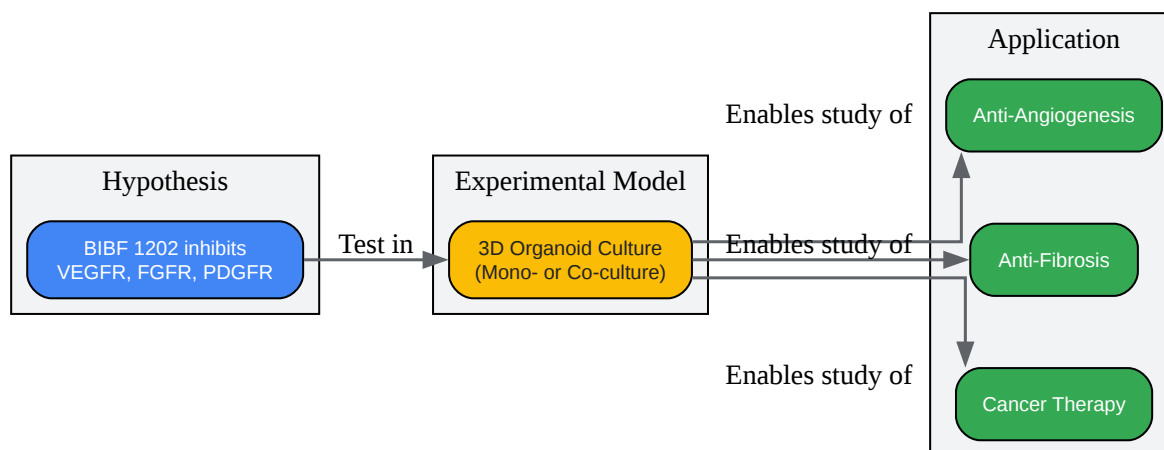 Hypothesis
BIBF 1202 inhibits
VEGFR, FGFR, PDGFR
Test in
Experimental Model
3D Organoid Culture
(Mono- or Co-culture)
Enables study of
Enables study of
Enables study of
Application
Anti-Angiogenesis
Anti-Fibrosis
Cancer Therapy